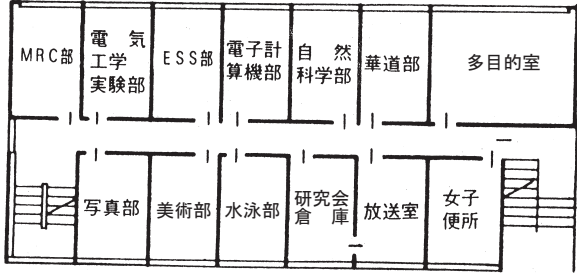 MRC部
電気
工学
実験部
ESS部
電子計
算機部
自然
科学部
華道部
多目的室
写真部
美術部
水泳部
研究会
倉庫
放送室
女子
便所